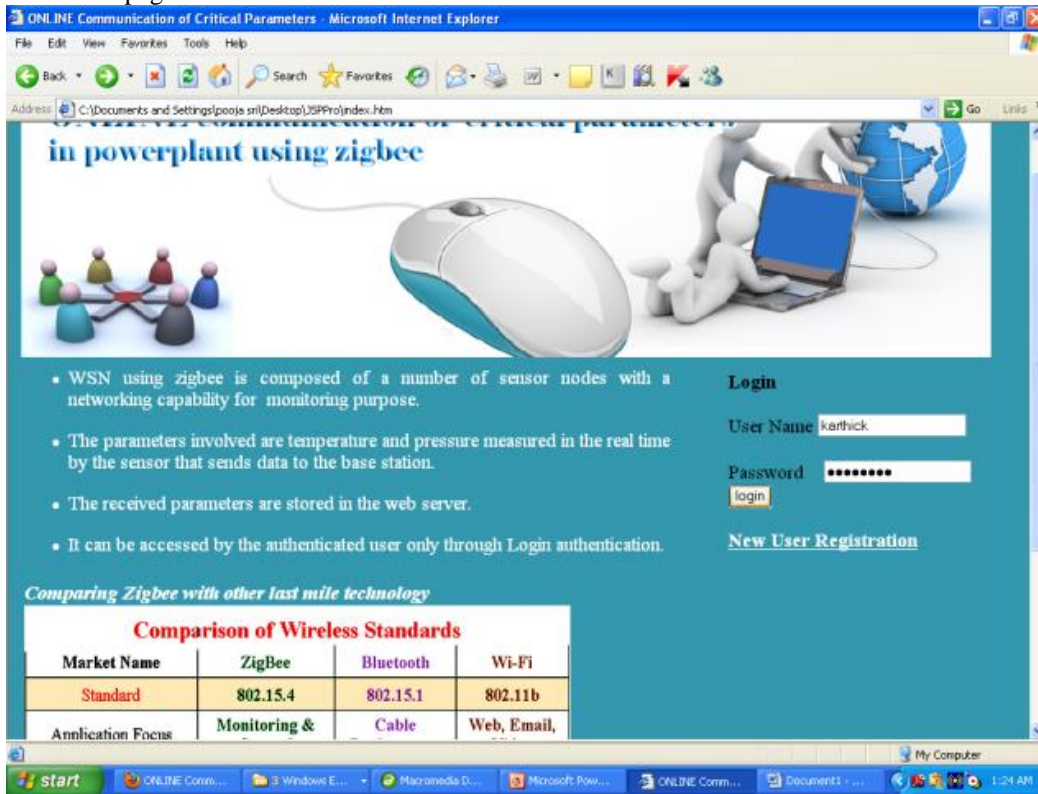 ONLINE Communication of Critical Parameters - Microsoft Internet Explorer
File Edit View Favorites Tools Help
Back Search Favorites
Address C:\Documents and Settings\pooja sri\Desktop\JSPPro\index.htm Go Links
ONLINE communication of critical parameters
in powerplant using zigbee
• WSN using zigbee is composed of a number of sensor nodes with a
networking capability for monitoring purpose.
• The parameters involved are temperature and pressure measured in the real time
by the sensor that sends data to the base station.
• The received parameters are stored in the web server.
• It can be accessed by the authenticated user only through Login authentication.
Login
User Name karthick
Password ••••••••
login
New User Registration
Comparing Zigbee with other last mile technology
Comparison of Wireless Standards
Market Name ZigBee Bluetooth Wi-Fi
Standard 802.15.4 802.15.1 802.11b
Application Focus Monitoring & Cable Web, Email,
My Computer
start ONLINE Comm... 3 Windows E... Macromedia D... Microsoft Pow... ONLINE Comm... Document1 - ... 1:24 AM